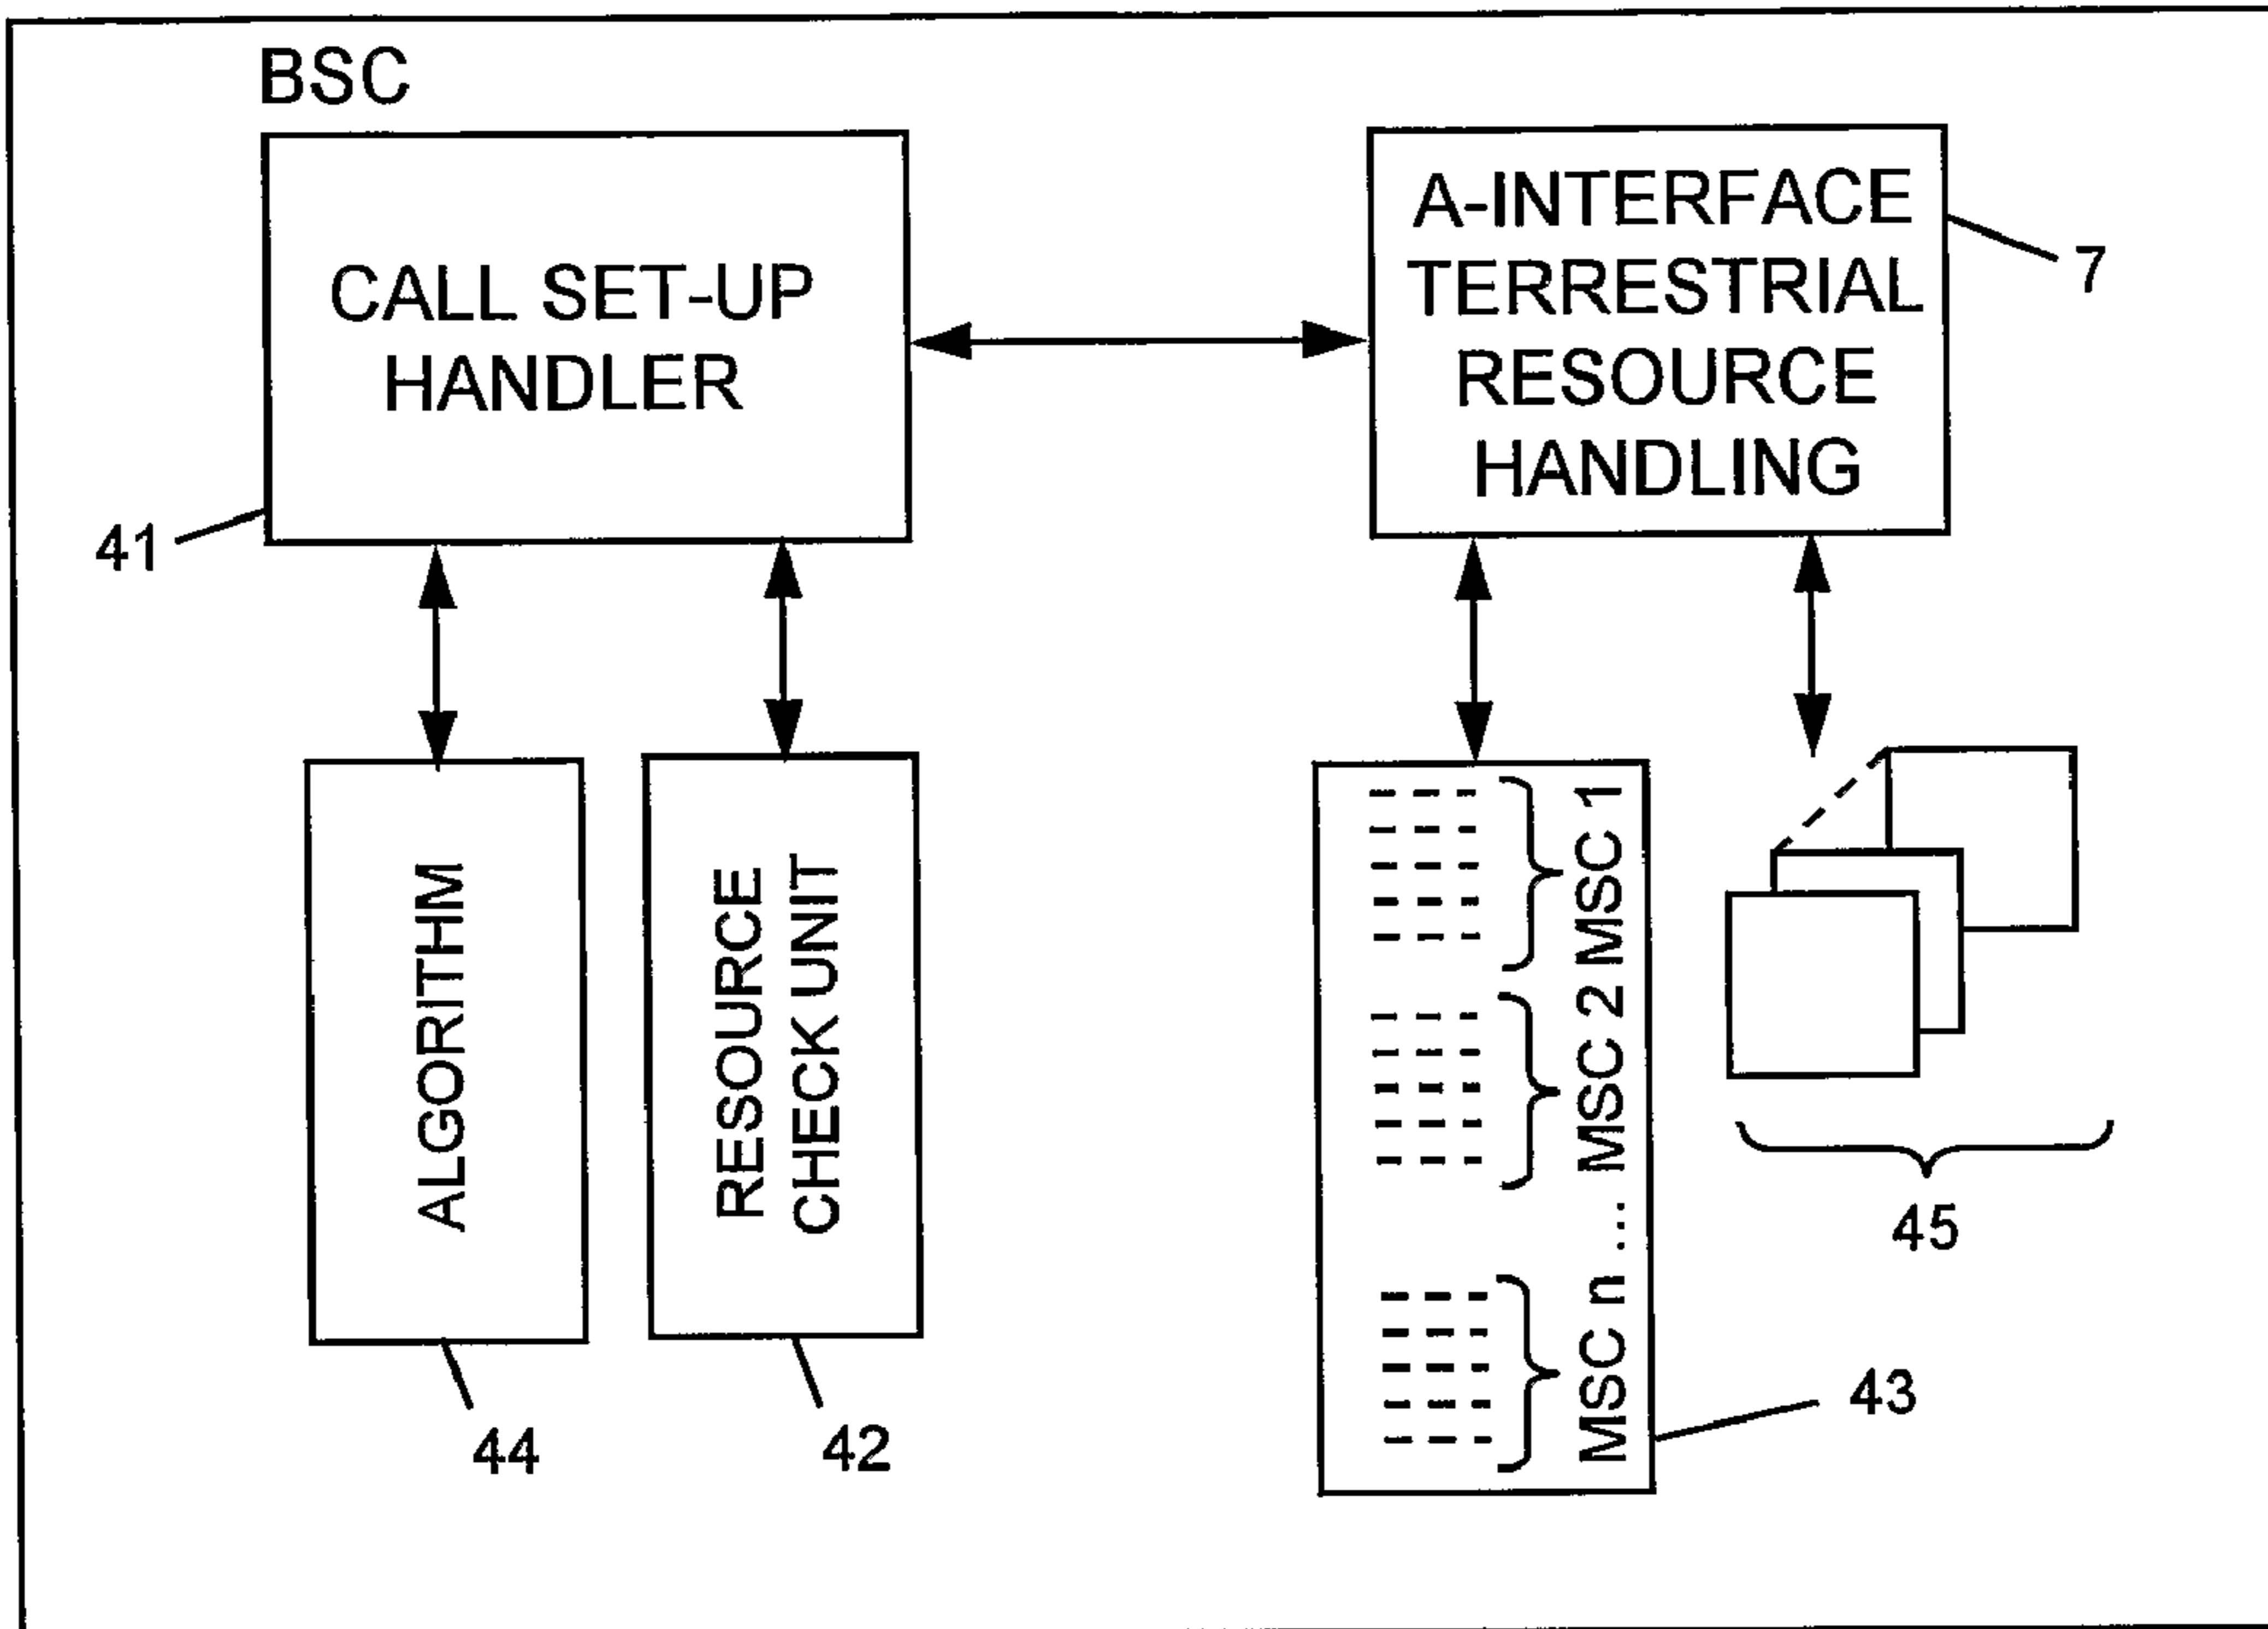 BSC
CALL SET-UP
HANDLER
A-INTERFACE
TERRESTRIAL
RESOURCE
HANDLING
7
41
ALGORITHM
RESOURCE
CHECK UNIT
MSC n ... MSC 2 MSC 1
45
43
44
42